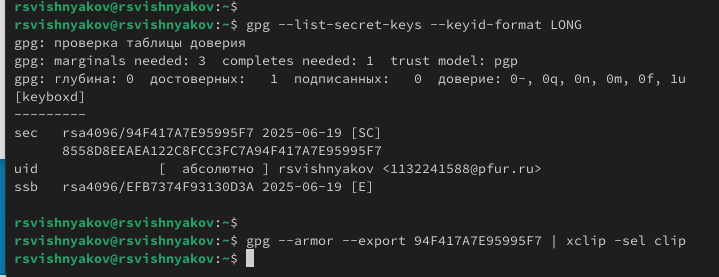 rsvishnyakov@rsvishnyakov:~$
rsvishnyakov@rsvishnyakov:~$ gpg --list-secret-keys --keyid-format LONG
gpg: проверка таблицы доверия
gpg: marginals needed: 3  completes needed: 1  trust model: pgp
gpg: глубина: 0  достоверных:   1  подписанных:   0  доверие: 0-, 0q, 0n, 0m, 0f, 1u
[keyboxd]
---------
sec   rsa4096/94F417A7E95995F7 2025-06-19 [SC]
      8558D8EEAEA122C8FCC3FC7A94F417A7E95995F7
uid               [  абсолютно ] rsvishnyakov <1132241588@pfur.ru>
ssb   rsa4096/EFB7374F93130D3A 2025-06-19 [E]
rsvishnyakov@rsvishnyakov:~$
rsvishnyakov@rsvishnyakov:~$ gpg --armor --export 94F417A7E95995F7 | xclip -sel clip
rsvishnyakov@rsvishnyakov:~$